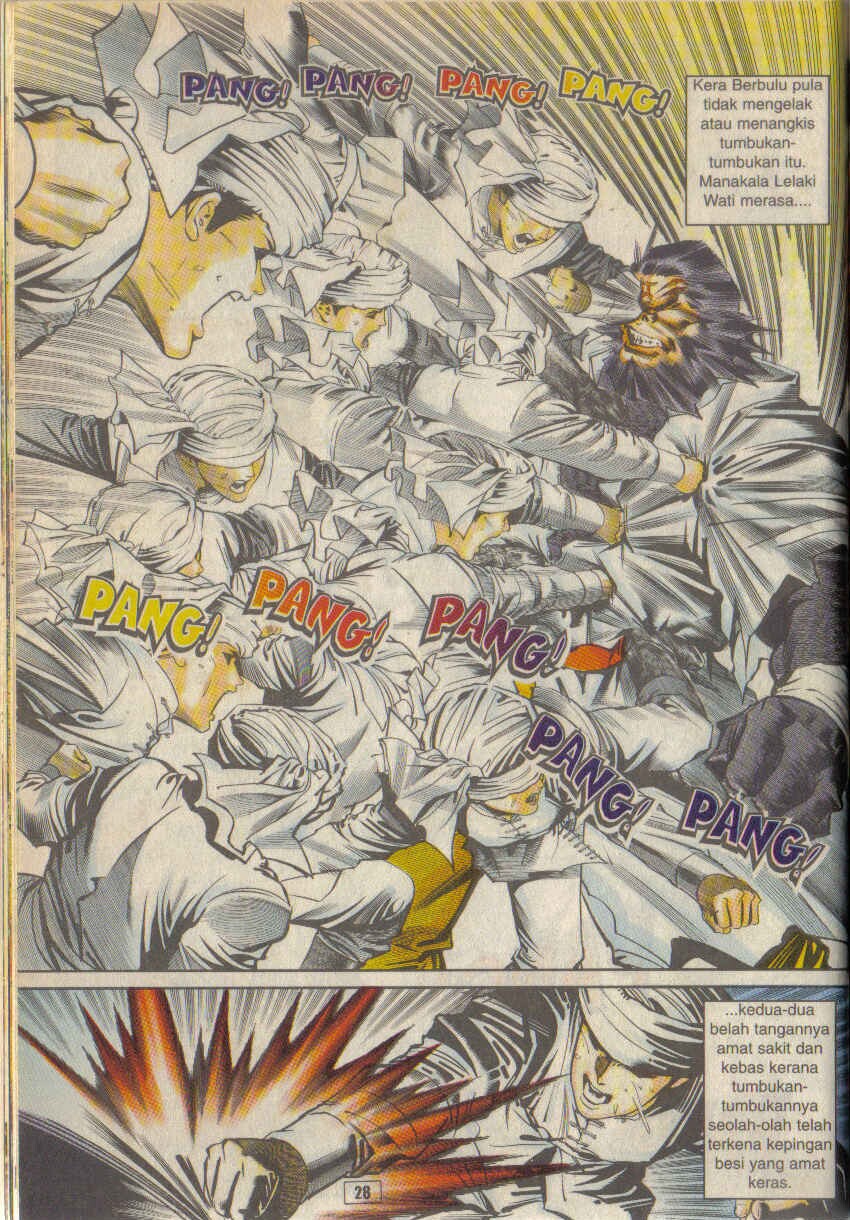 PANG! PANG! PANG! PANG!
Kera Berbulu pula
tidak mengelak
atau menangkis
tumbukan-
tumbukan itu.
Manakala Lelaki
Wati merasa....
PANG! PANG! PANG!
PANG! PANG!
...kedua-dua
belah tangannya
amat sakit dan
kebas kerana
tumbukan-
tumbukannya
seolah-olah telah
terkena kepingan
besi yang amat
keras.
28